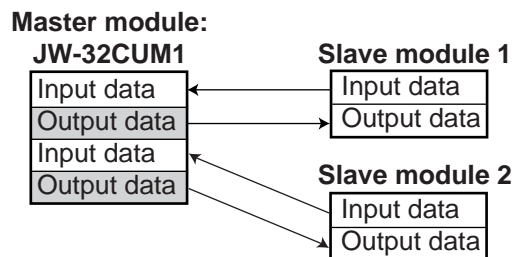 Master module:
JW-32CUM1
Input data
Output data
Input data
Output data
Slave module 1
Input data
Output data
Slave module 2
Input data
Output data